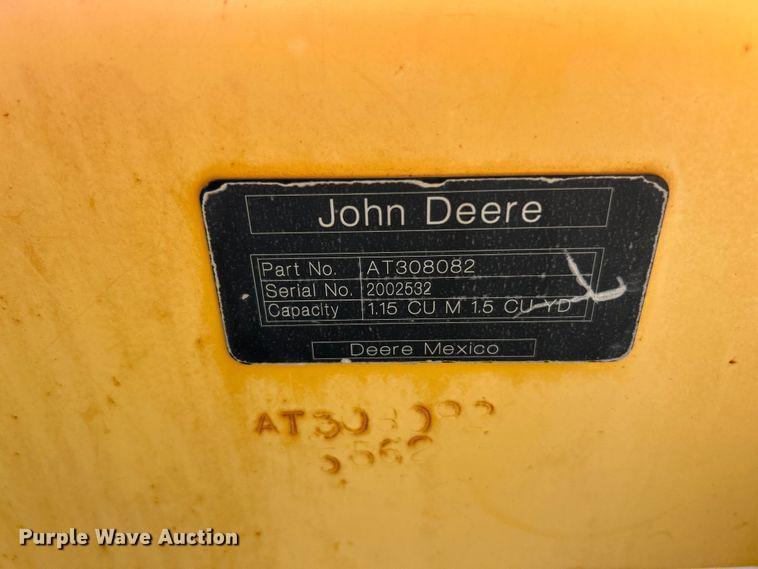 John Deere
Part No. AT308082
Serial No. 2002532
Capacity 1.15 CU M 1.5 CU YD
Deere Mexico
Purple Wave Auction